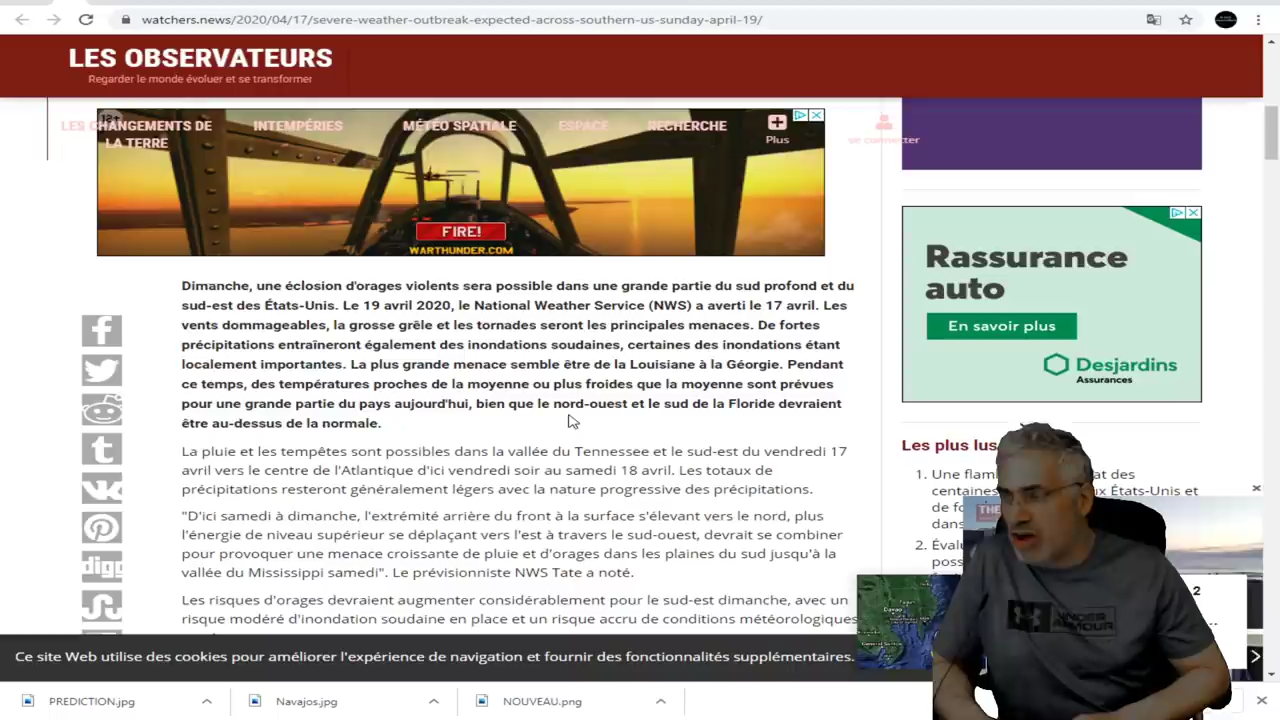 watchers.news/2020/04/17/severe-weather-outbreak-expected-across-southern-us-sunday-april-19/
LES OBSERVATEURS
Regarder le monde évoluer et se transformer
LES CHANGEMENTS DE
LA TERRE
INTEMPÉRIES
MÉTÉO SPATIALE
ESPACE
RECHERCHE
Plus
se connecter
18+
FIRE!
WARTHUNDER.COM
Rassurance
auto
En savoir plus
Desjardins
Assurances
Dimanche, une éclosion d'orages violents sera possible dans une grande partie du sud profond et du
sud-est des États-Unis. Le 19 avril 2020, le National Weather Service (NWS) a averti le 17 avril. Les
vents dommageables, la grosse grêle et les tornades seront les principales menaces. De fortes
précipitations entraîneront également des inondations soudaines, certaines des inondations étant
localement importantes. La plus grande menace semble être de la Louisiane à la Géorgie. Pendant
ce temps, des températures proches de la moyenne ou plus froides que la moyenne sont prévues
pour une grande partie du pays aujourd'hui, bien que le nord-ouest et le sud de la Floride devraient
être au-dessus de la normale.
La pluie et les tempêtes sont possibles dans la vallée du Tennessee et le sud-est du vendredi 17
avril vers le centre de l'Atlantique d'ici vendredi soir au samedi 18 avril. Les totaux de
précipitations resteront généralement légers avec la nature progressive des précipitations.
"D'ici samedi à dimanche, l'extrémité arrière du front à la surface s'élevant vers le nord, plus
l'énergie de niveau supérieur se déplaçant vers l'est à travers le sud-ouest, devrait se combiner
pour provoquer une menace croissante de pluie et d'orages dans les plaines du sud jusqu'à la
vallée du Mississippi samedi". Le prévisionniste NWS Tate a noté.
Les risques d'orages devraient augmenter considérablement pour le sud-est dimanche, avec un
risque modéré d'inondation soudaine en place et un risque accru de conditions météorologiques
Les plus lus
1. Une
at des
centaines
ux États-Unis et
de
dans
2.
THE
2
digg
UNDER
ARMOUR
Ce site Web utilise des cookies pour améliorer l'expérience de navigation et fournir des fonctionnalités supplémentaires.
PREDICTION.jpg
Navajos.jpg
NOUVEAU.png